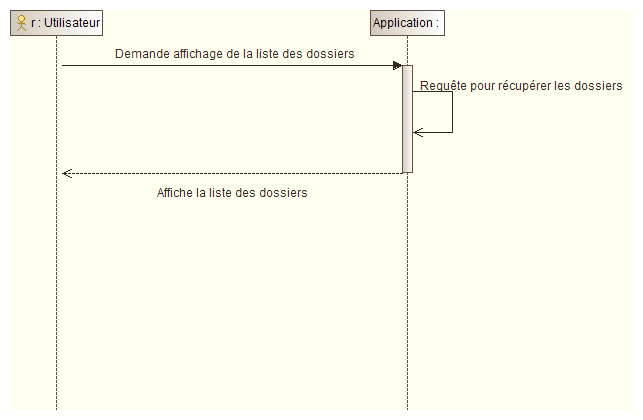 r : Utilisateur
Application :
Demande affichage de la liste des dossiers
Requête pour récupérer les dossiers
Affiche la liste des dossiers